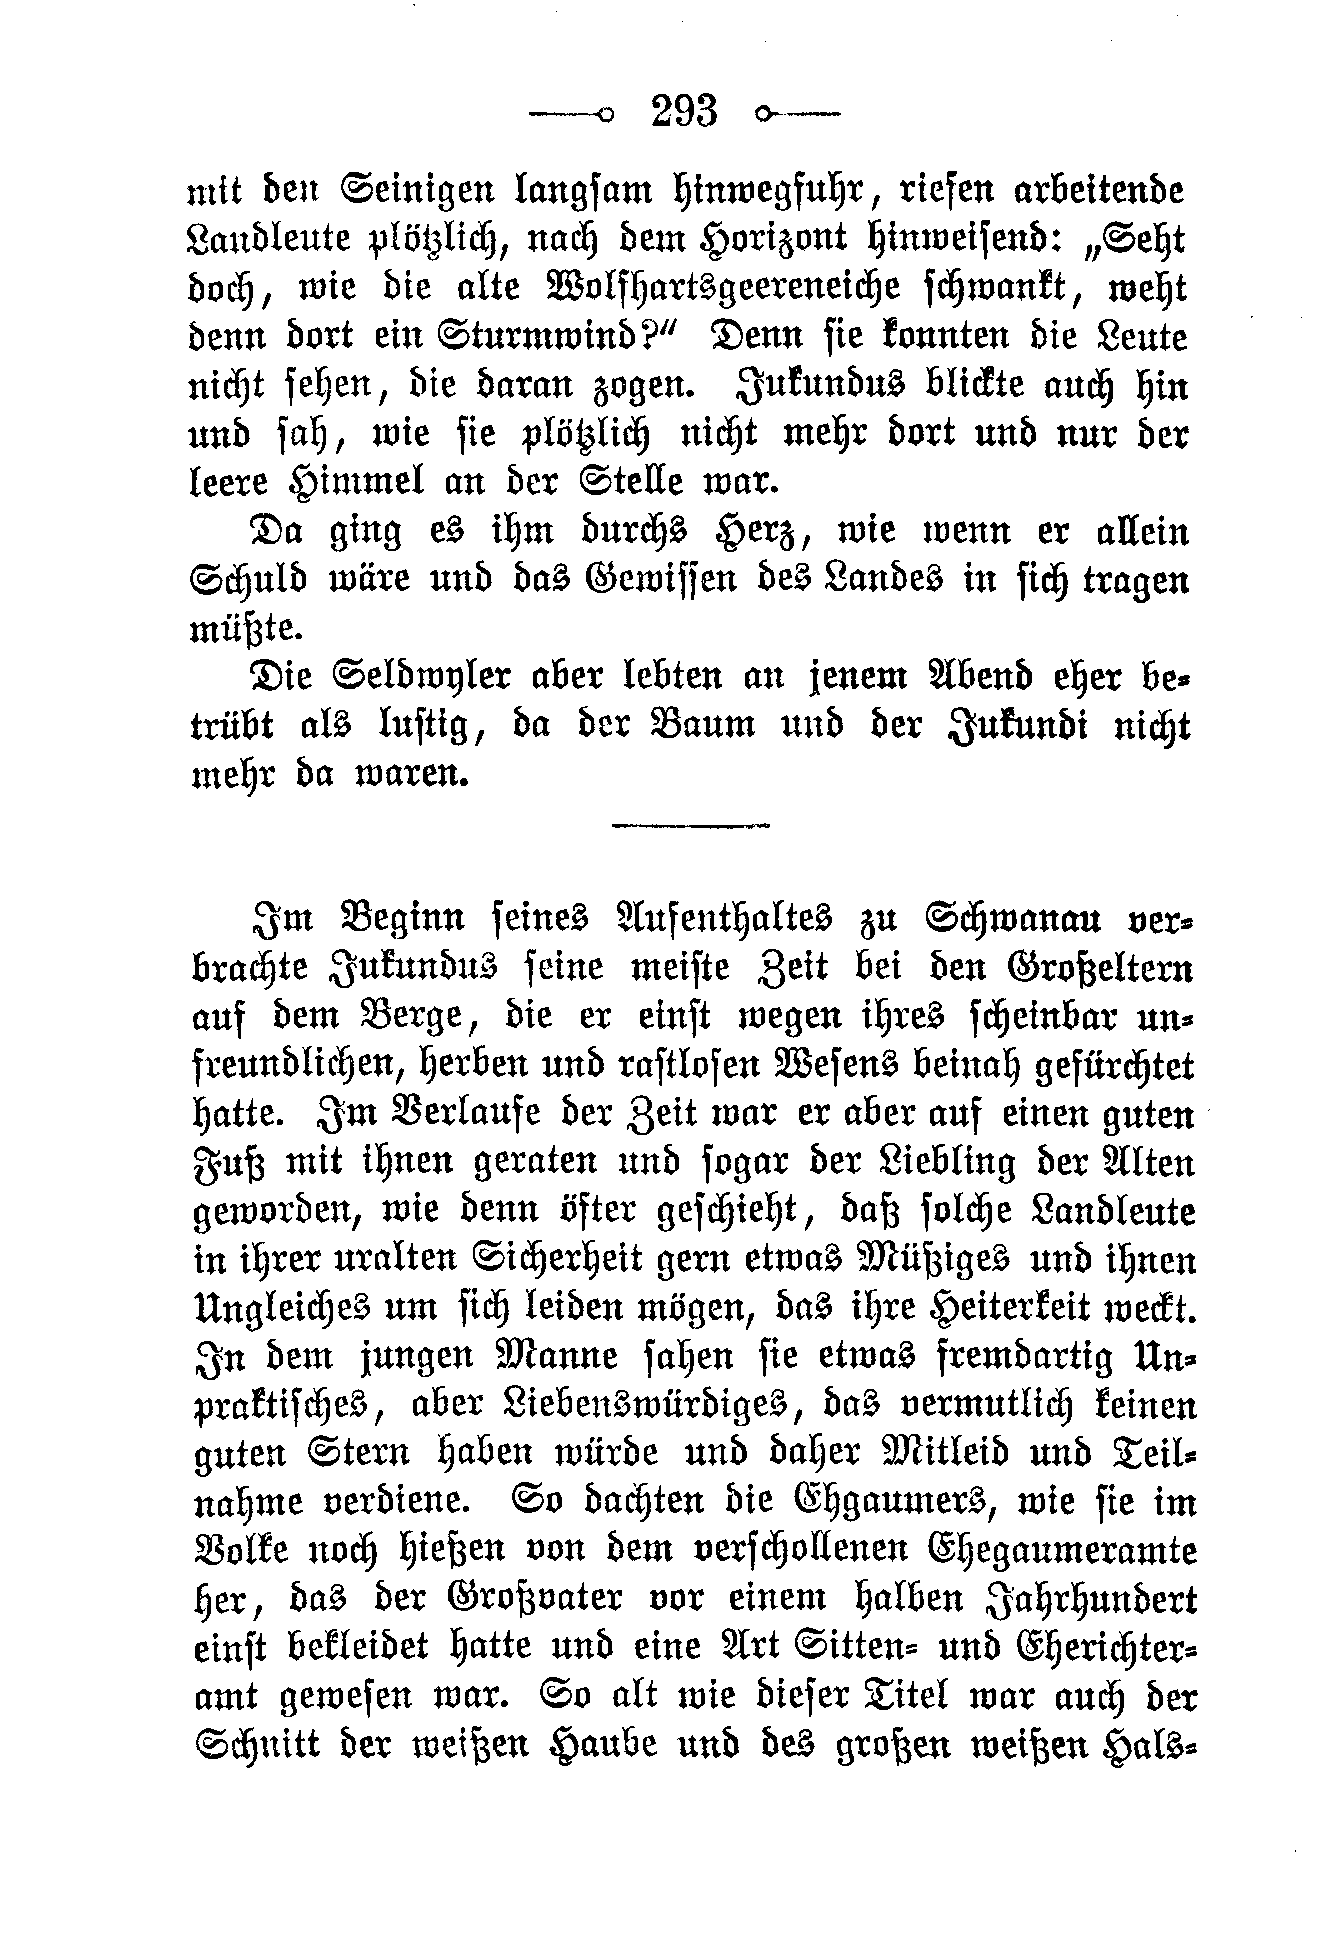 293
mit den Seinigen langsam hinwegfuhr, riefen arbeitende
Landleute plötzlich, nach dem Horizont hinweisend: „Seht
doch, wie die alte Wolfhartsgeereneiche schwankt, weht
denn dort ein Sturmwind?“ Denn sie konnten die Leute
nicht sehen, die daran zogen. Jukundus blickte auch hin
und sah, wie sie plötzlich nicht mehr dort und nur der
leere Himmel an der Stelle war.
Da ging es ihm durchs Herz, wie wenn er allein
Schuld wäre und das Gewissen des Landes in sich tragen
müßte.
Die Seldwyler aber lebten an jenem Abend eher be-
trübt als lustig, da der Baum und der Jukundi nicht
mehr da waren.
Im Beginn seines Aufenthaltes zu Schwanau ver-
brachte Jukundus seine meiste Zeit bei den Großeltern
auf dem Berge, die er einst wegen ihres scheinbar un-
freundlichen, herben und rastlosen Wesens beinah gefürchtet
hatte. Im Verlaufe der Zeit war er aber auf einen guten
Fuß mit ihnen geraten und sogar der Liebling der Alten
geworden, wie denn öfter geschieht, daß solche Landleute
in ihrer uralten Sicherheit gern etwas Müßiges und ihnen
Ungleiches um sich leiden mögen, das ihre Heiterkeit weckt.
In dem jungen Manne sahen sie etwas fremdartig Un-
praktisches, aber Liebenswürdiges, das vermutlich keinen
guten Stern haben würde und daher Mitleid und Teil-
nahme verdiene. So dachten die Ehgaumers, wie sie im
Volke noch hießen von dem verschollenen Ehegaumeramte
her, das der Großvater vor einem halben Jahrhundert
einst bekleidet hatte und eine Art Sitten- und Eherichter-
amt gewesen war. So alt wie dieser Titel war auch der
Schnitt der weißen Haube und des großen weißen Hals-